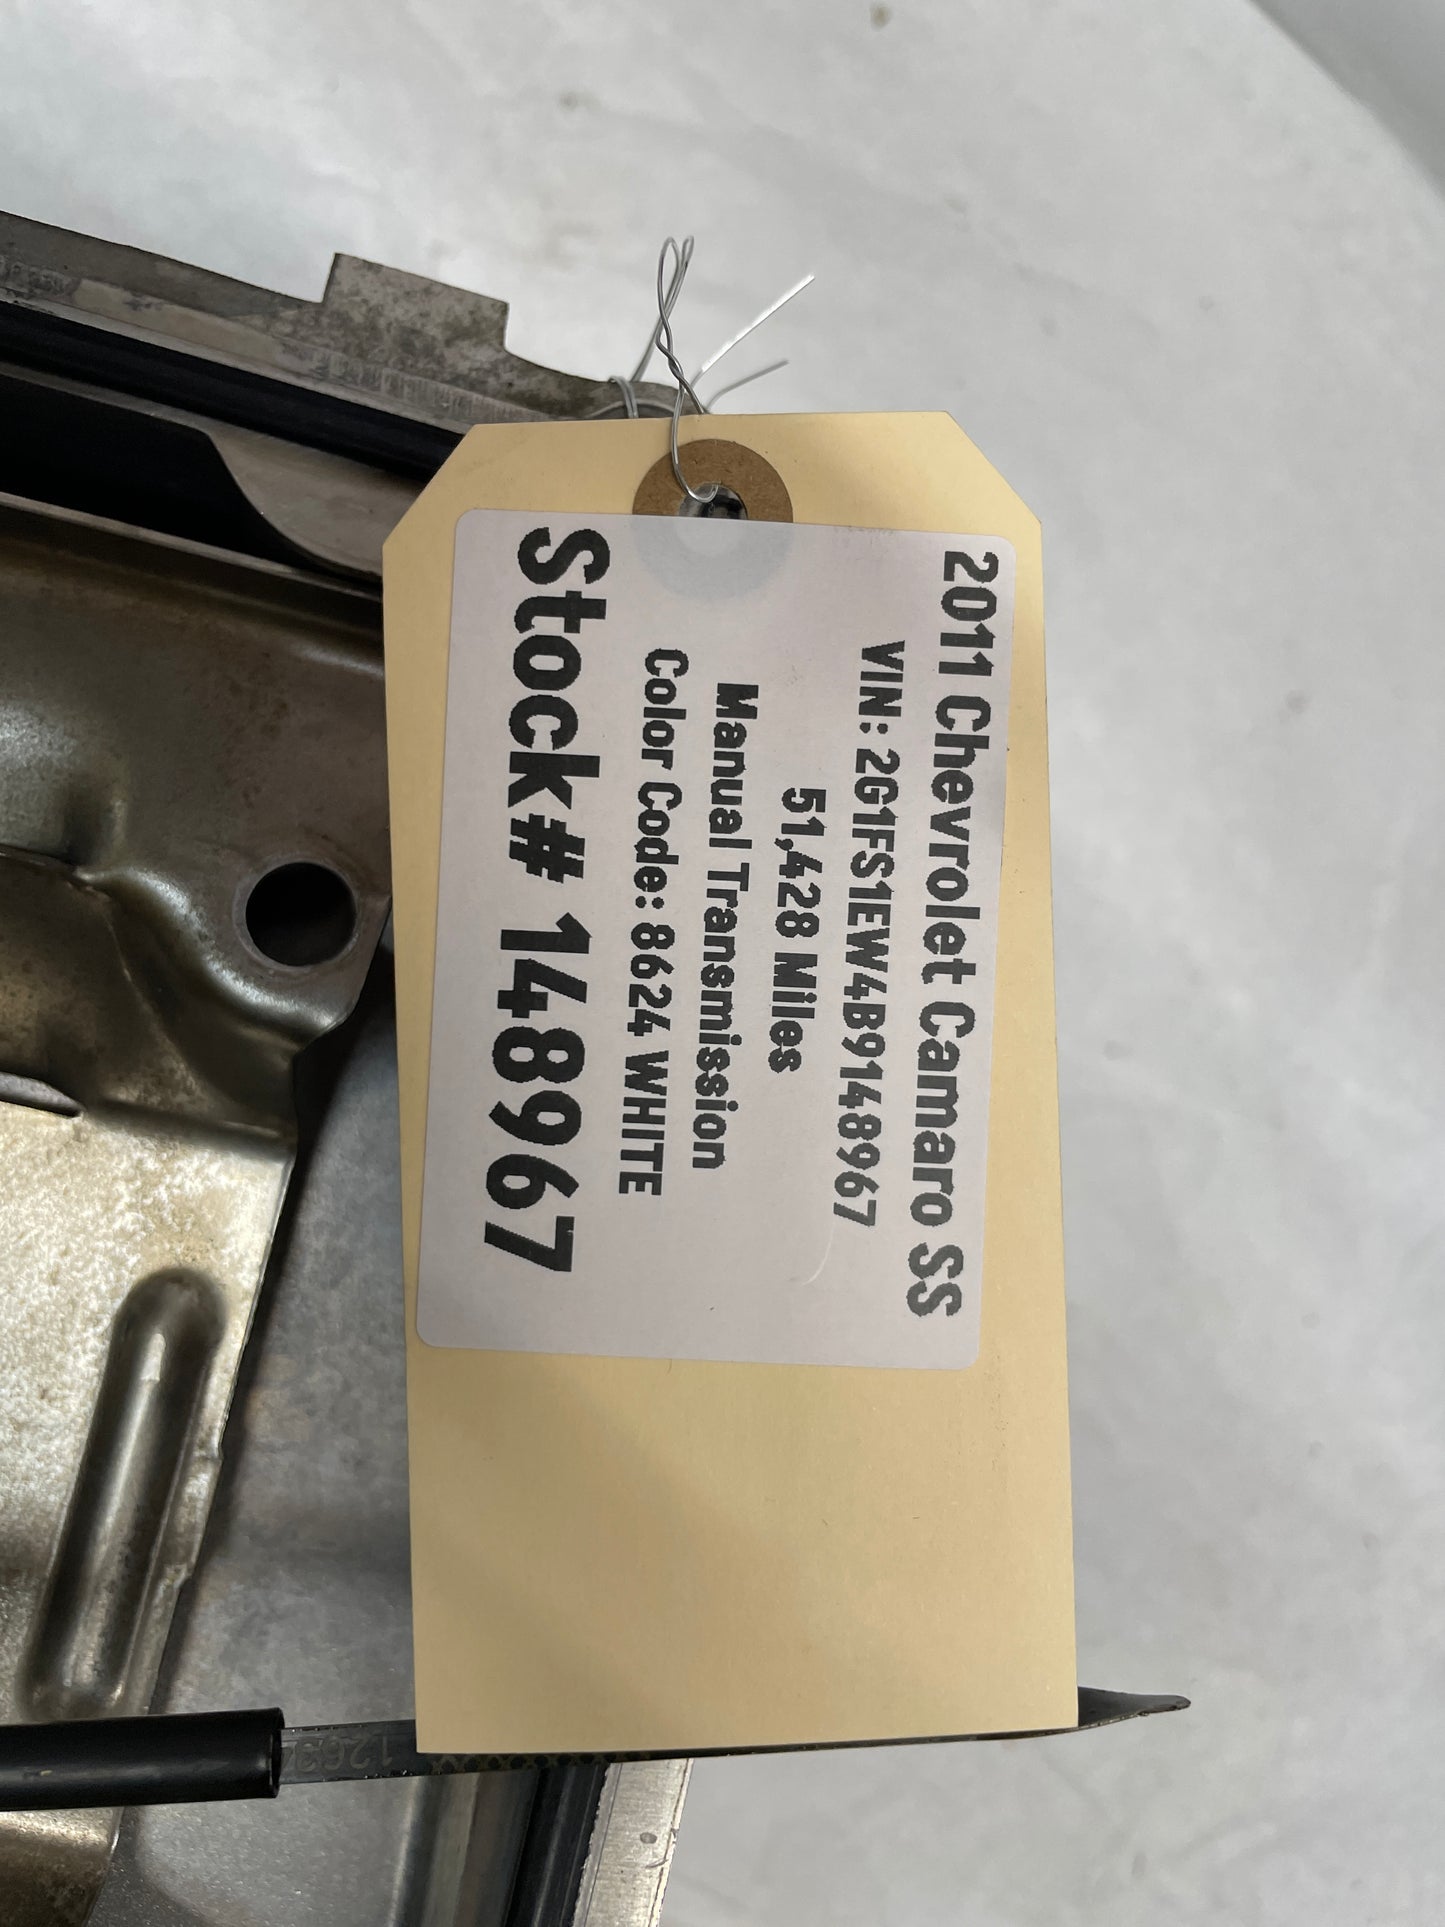 2011 Chevrolet Camaro SS
VIN: 2G1FS1EW4B9148967
51,428 Miles
Manual Transmission
Color Code: 8624 WHITE
Stock# 148967